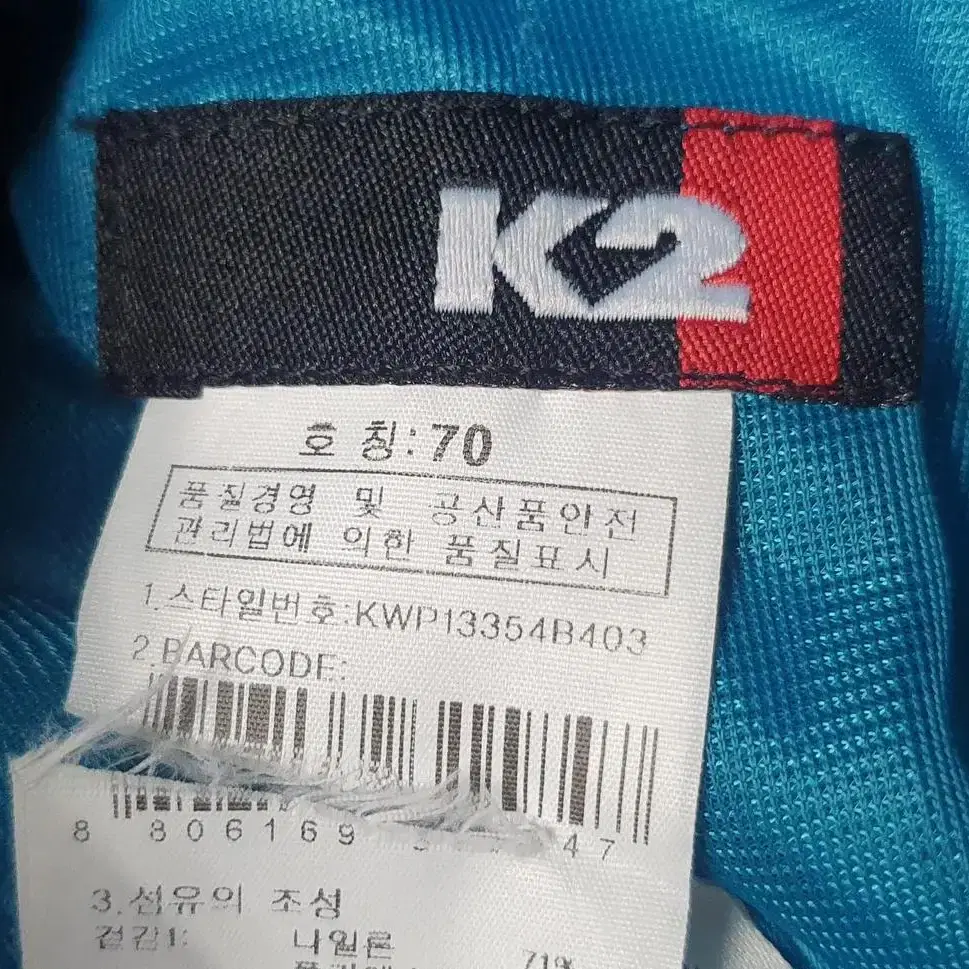 K2
호 칭:70
품질경영 및 공산품안전
관리법에 의한 품질표시
1.스타일번호:KWP13354B403
2.BARCODE:
8 806169 47
3.섬유의 조성
겉감1: 나일론 71%